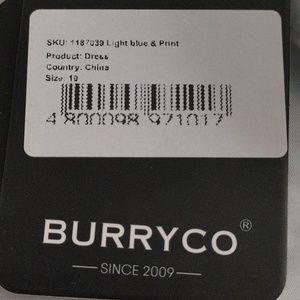 SKU: 1187039 Light blue & Print
Product: Dress
Country: China
Size: 10
4 800098 971017
BURRYCO®
SINCE 2009